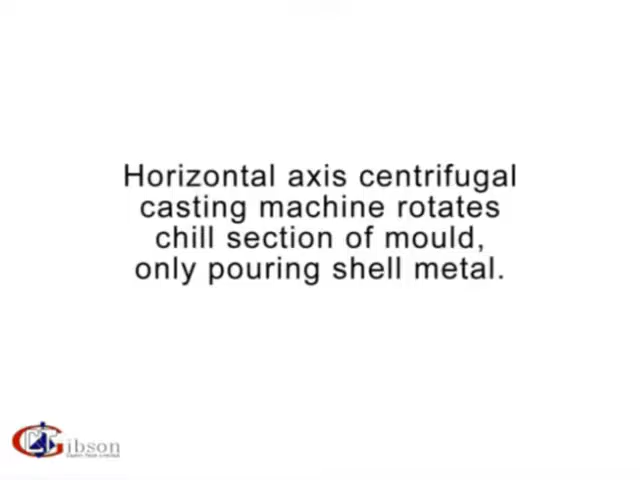 Horizontal axis centrifugal
casting machine rotates
chill section of mould,
only pouring shell metal.
Gibson